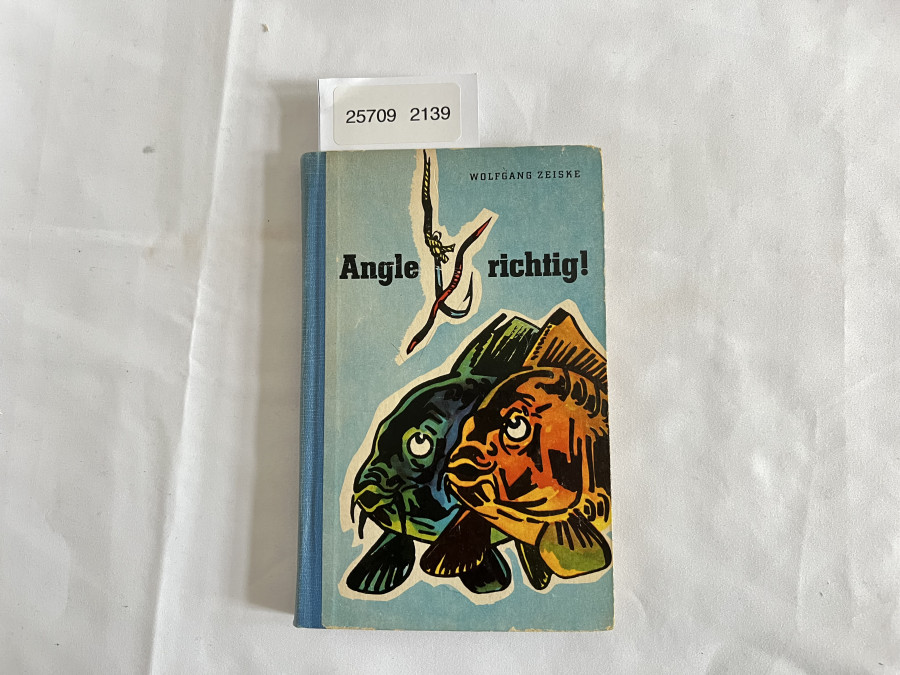 25709 2139
WOLFGANG ZEISKE
Angle richtig!